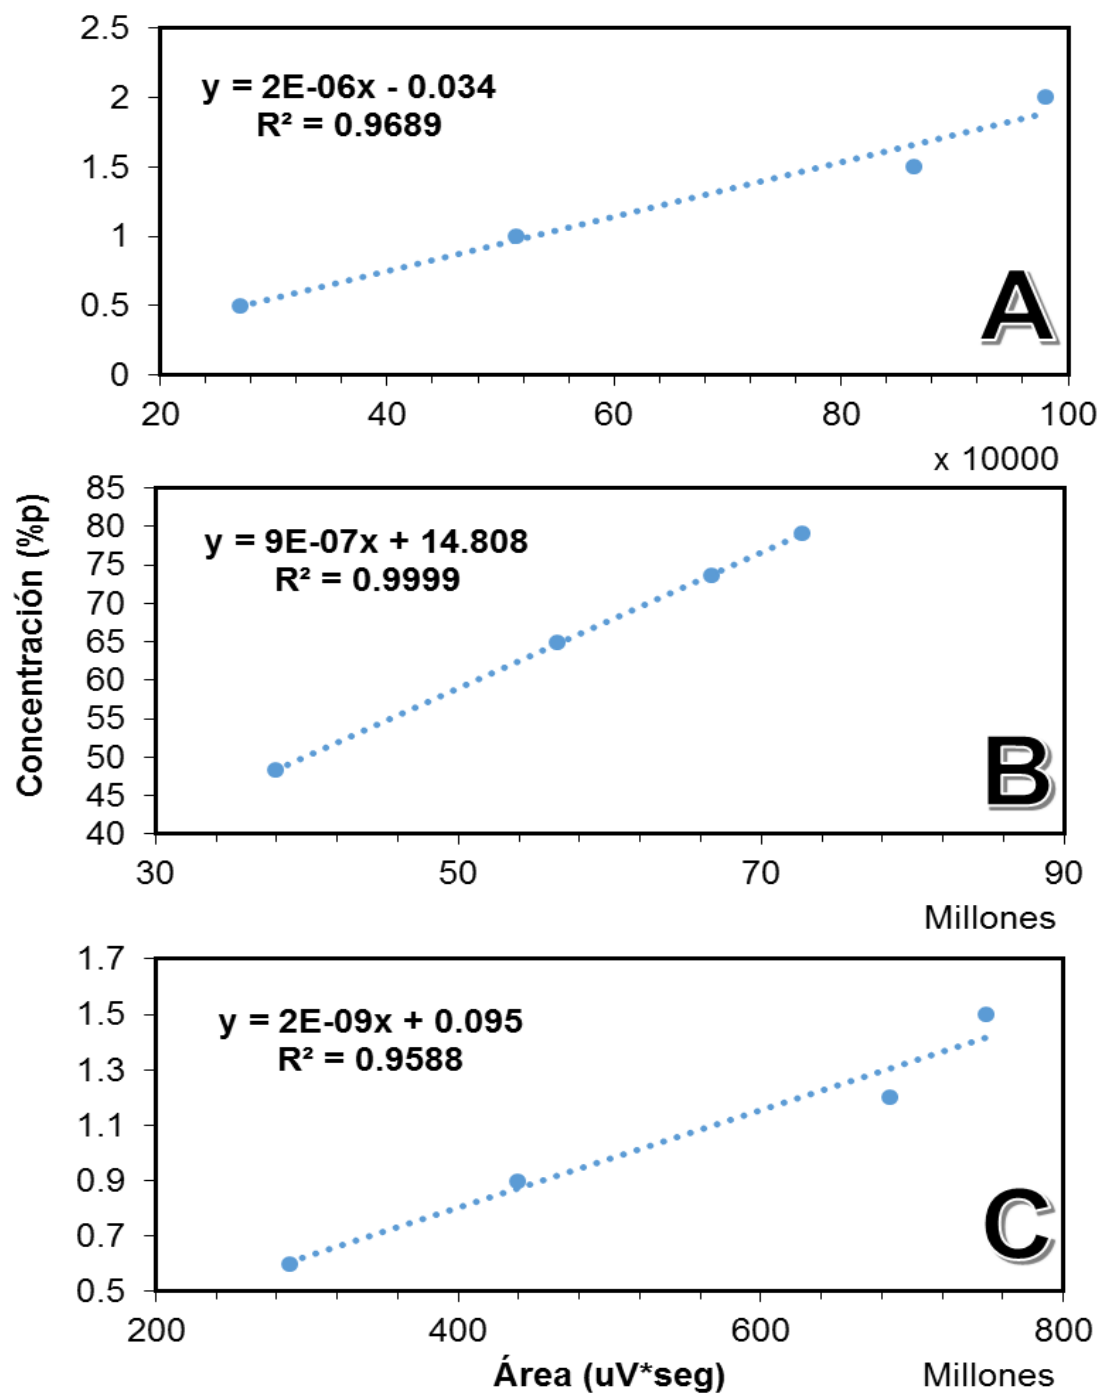 2.5
y = 2E-06x - 0.034
R² = 0.9689
2
1.5
1
0.5
0
A
20 40 60 80 100
x 10000
Concentración (%p)
85
y = 9E-07x + 14.808
R² = 0.9999
80
75
70
65
60
55
50
45
40
B
30 50 70 90
Millones
1.7
y = 2E-09x + 0.095
R² = 0.9588
1.5
1.3
1.1
0.9
0.7
0.5
C
200 400 600 800
Área (uV*seg) Millones